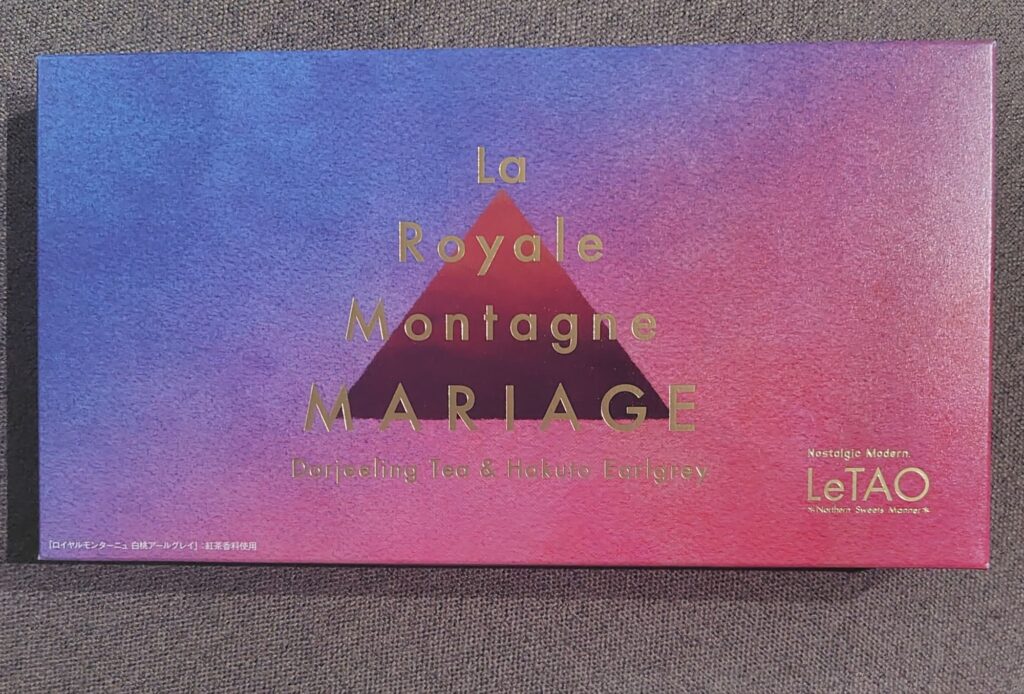 La
Royale
Montagne
MARIAGE
Darjeeling Tea & Hakuto Earlgrey
Nostalgic Modern.
LeTAO
*Northern Sweets Manner*
「ロイヤルモンターニュ 白桃アールグレイ」:紅茶香料使用